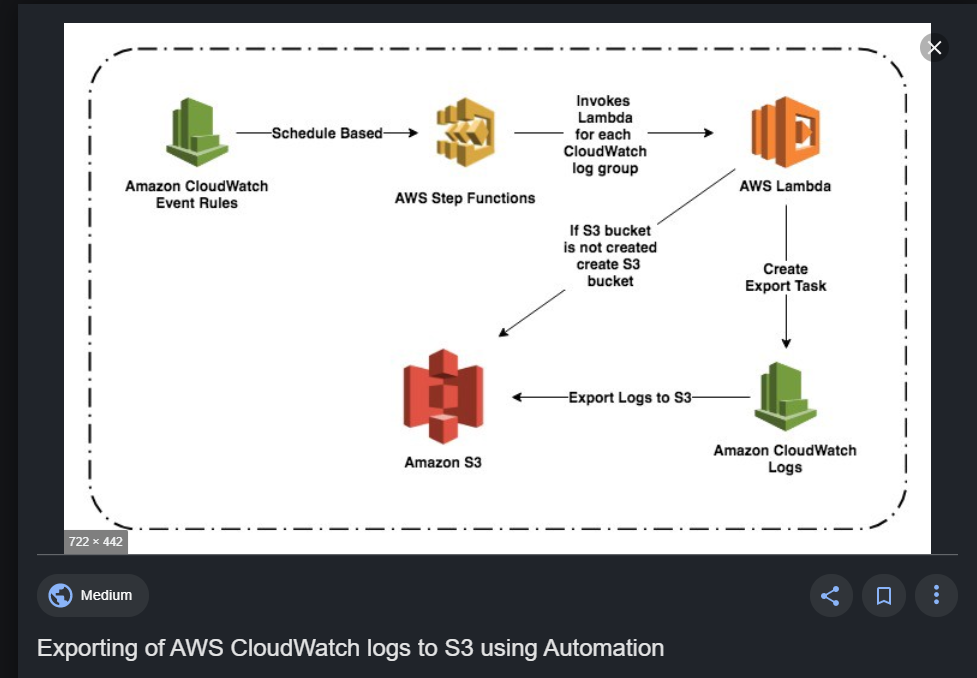 Amazon CloudWatch
Event Rules
Schedule Based
AWS Step Functions
Invokes
Lambda
for each
CloudWatch
log group
AWS Lambda
If S3 bucket
is not created
create S3
bucket
Create
Export Task
Amazon S3
Export Logs to S3
Amazon CloudWatch
Logs
722 × 442
Medium
Exporting of AWS CloudWatch logs to S3 using Automation